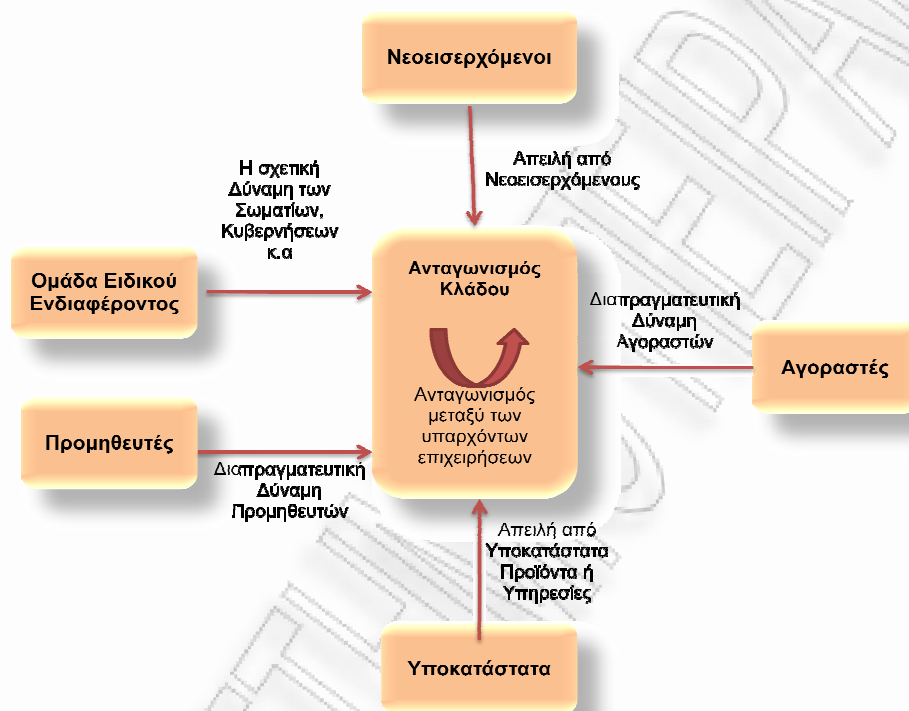 Νεοεισερχόμενοι
Απειλή από
Νεοεισερχόμενους
Η σχετική
Δύναμη των
Σωματίων,
Κυβερνήσεων
κ.α
Ομάδα Ειδικού
Ενδιαφέροντος
Ανταγωνισμός
Κλάδου
Ανταγωνισμός
μεταξύ των
υπαρχόντων
επιχειρήσεων
Διαπραγματευτική
Δύναμη
Αγοραστών
Αγοραστές
Προμηθευτές
Διαπραγματευτική
Δύναμη
Προμηθευτών
Απειλή από
Υποκατάστατα
Προϊόντα ή
Υπηρεσίες
Υποκατάστατα